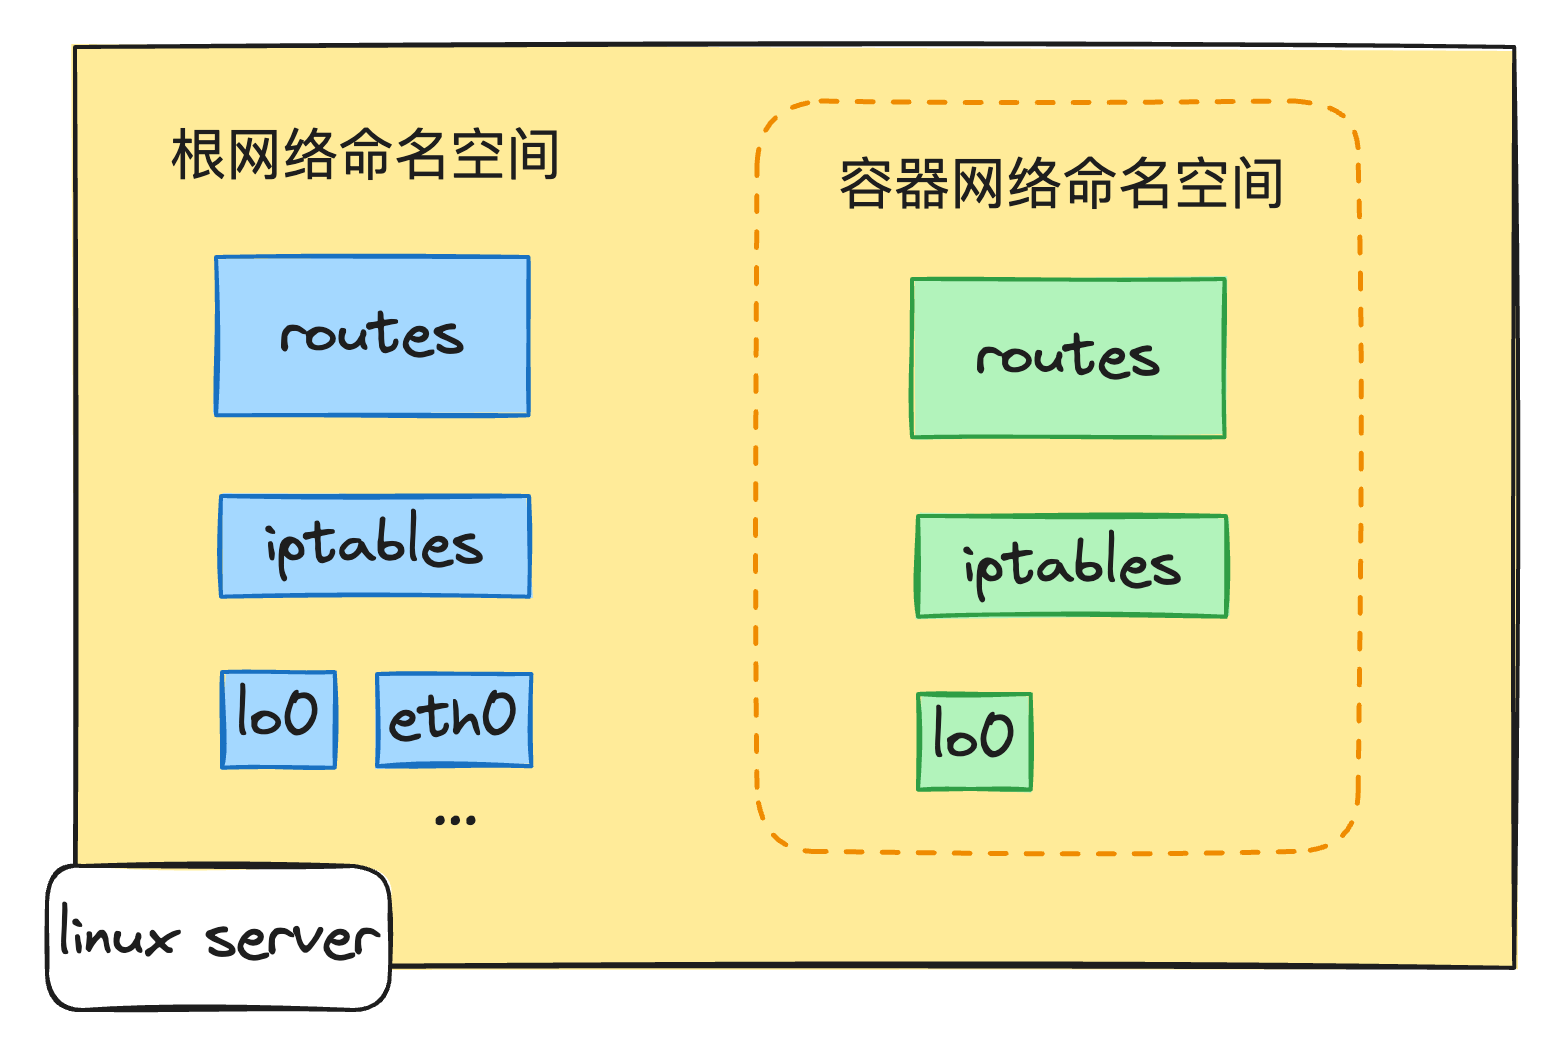 根网络命名空间
routes
iptables
lo0
eth0
...
容器网络命名空间
routes
iptables
lo0
linux server